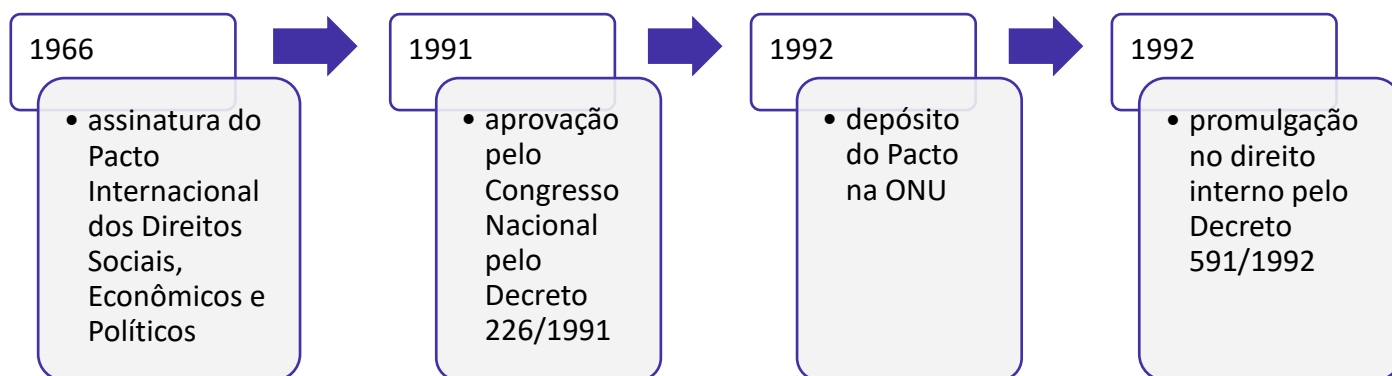 1966
• assinatura do
Pacto
Internacional
dos Direitos
Sociais,
Econômicos e
Políticos
1991
• aprovação
pelo
Congresso
Nacional
pelo
Decreto
226/1991
1992
• depósito
do Pacto
na ONU
1992
• promulgação
no direito
interno pelo
Decreto
591/1992